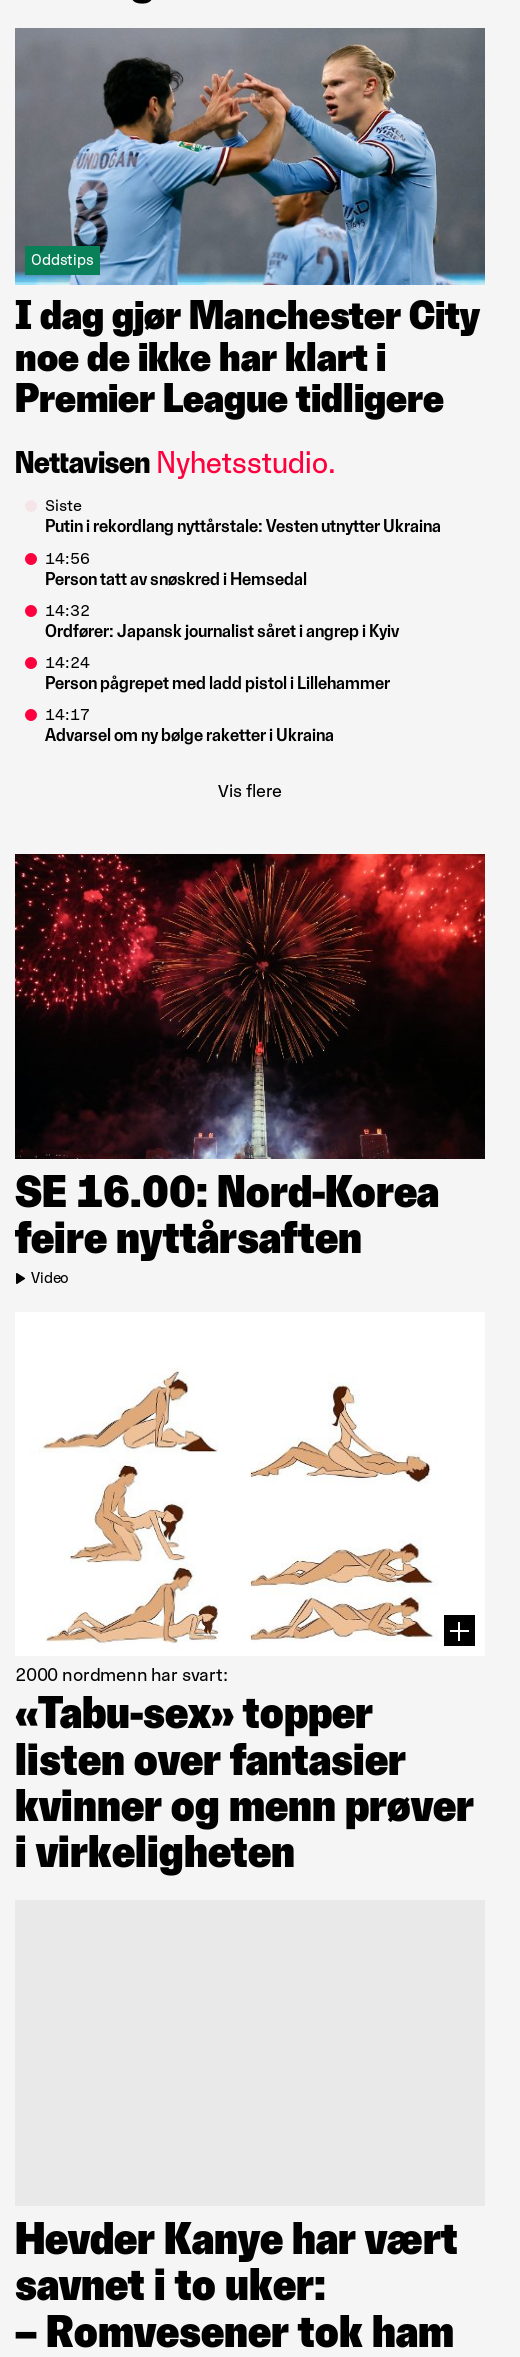 ÜNDOĞAN
8
Oddstips
I dag gjør Manchester City
noe de ikke har klart i
Premier League tidligere
Nettavisen Nyhetsstudio.
Siste
Putin i rekordlang nyttårstale: Vesten utnytter Ukraina
14:56
Person tatt av snøskred i Hemsedal
14:32
Ordfører: Japansk journalist såret i angrep i Kyiv
14:24
Person pågrepet med ladd pistol i Lillehammer
14:17
Advarsel om ny bølge raketter i Ukraina
Vis flere
SE 16.00: Nord-Korea
feire nyttårsaften
Video
2000 nordmenn har svart:
«Tabu-sex» topper
listen over fantasier
kvinner og menn prøver
i virkeligheten
Hevder Kanye har vært
savnet i to uker:
– Romvesener tok ham